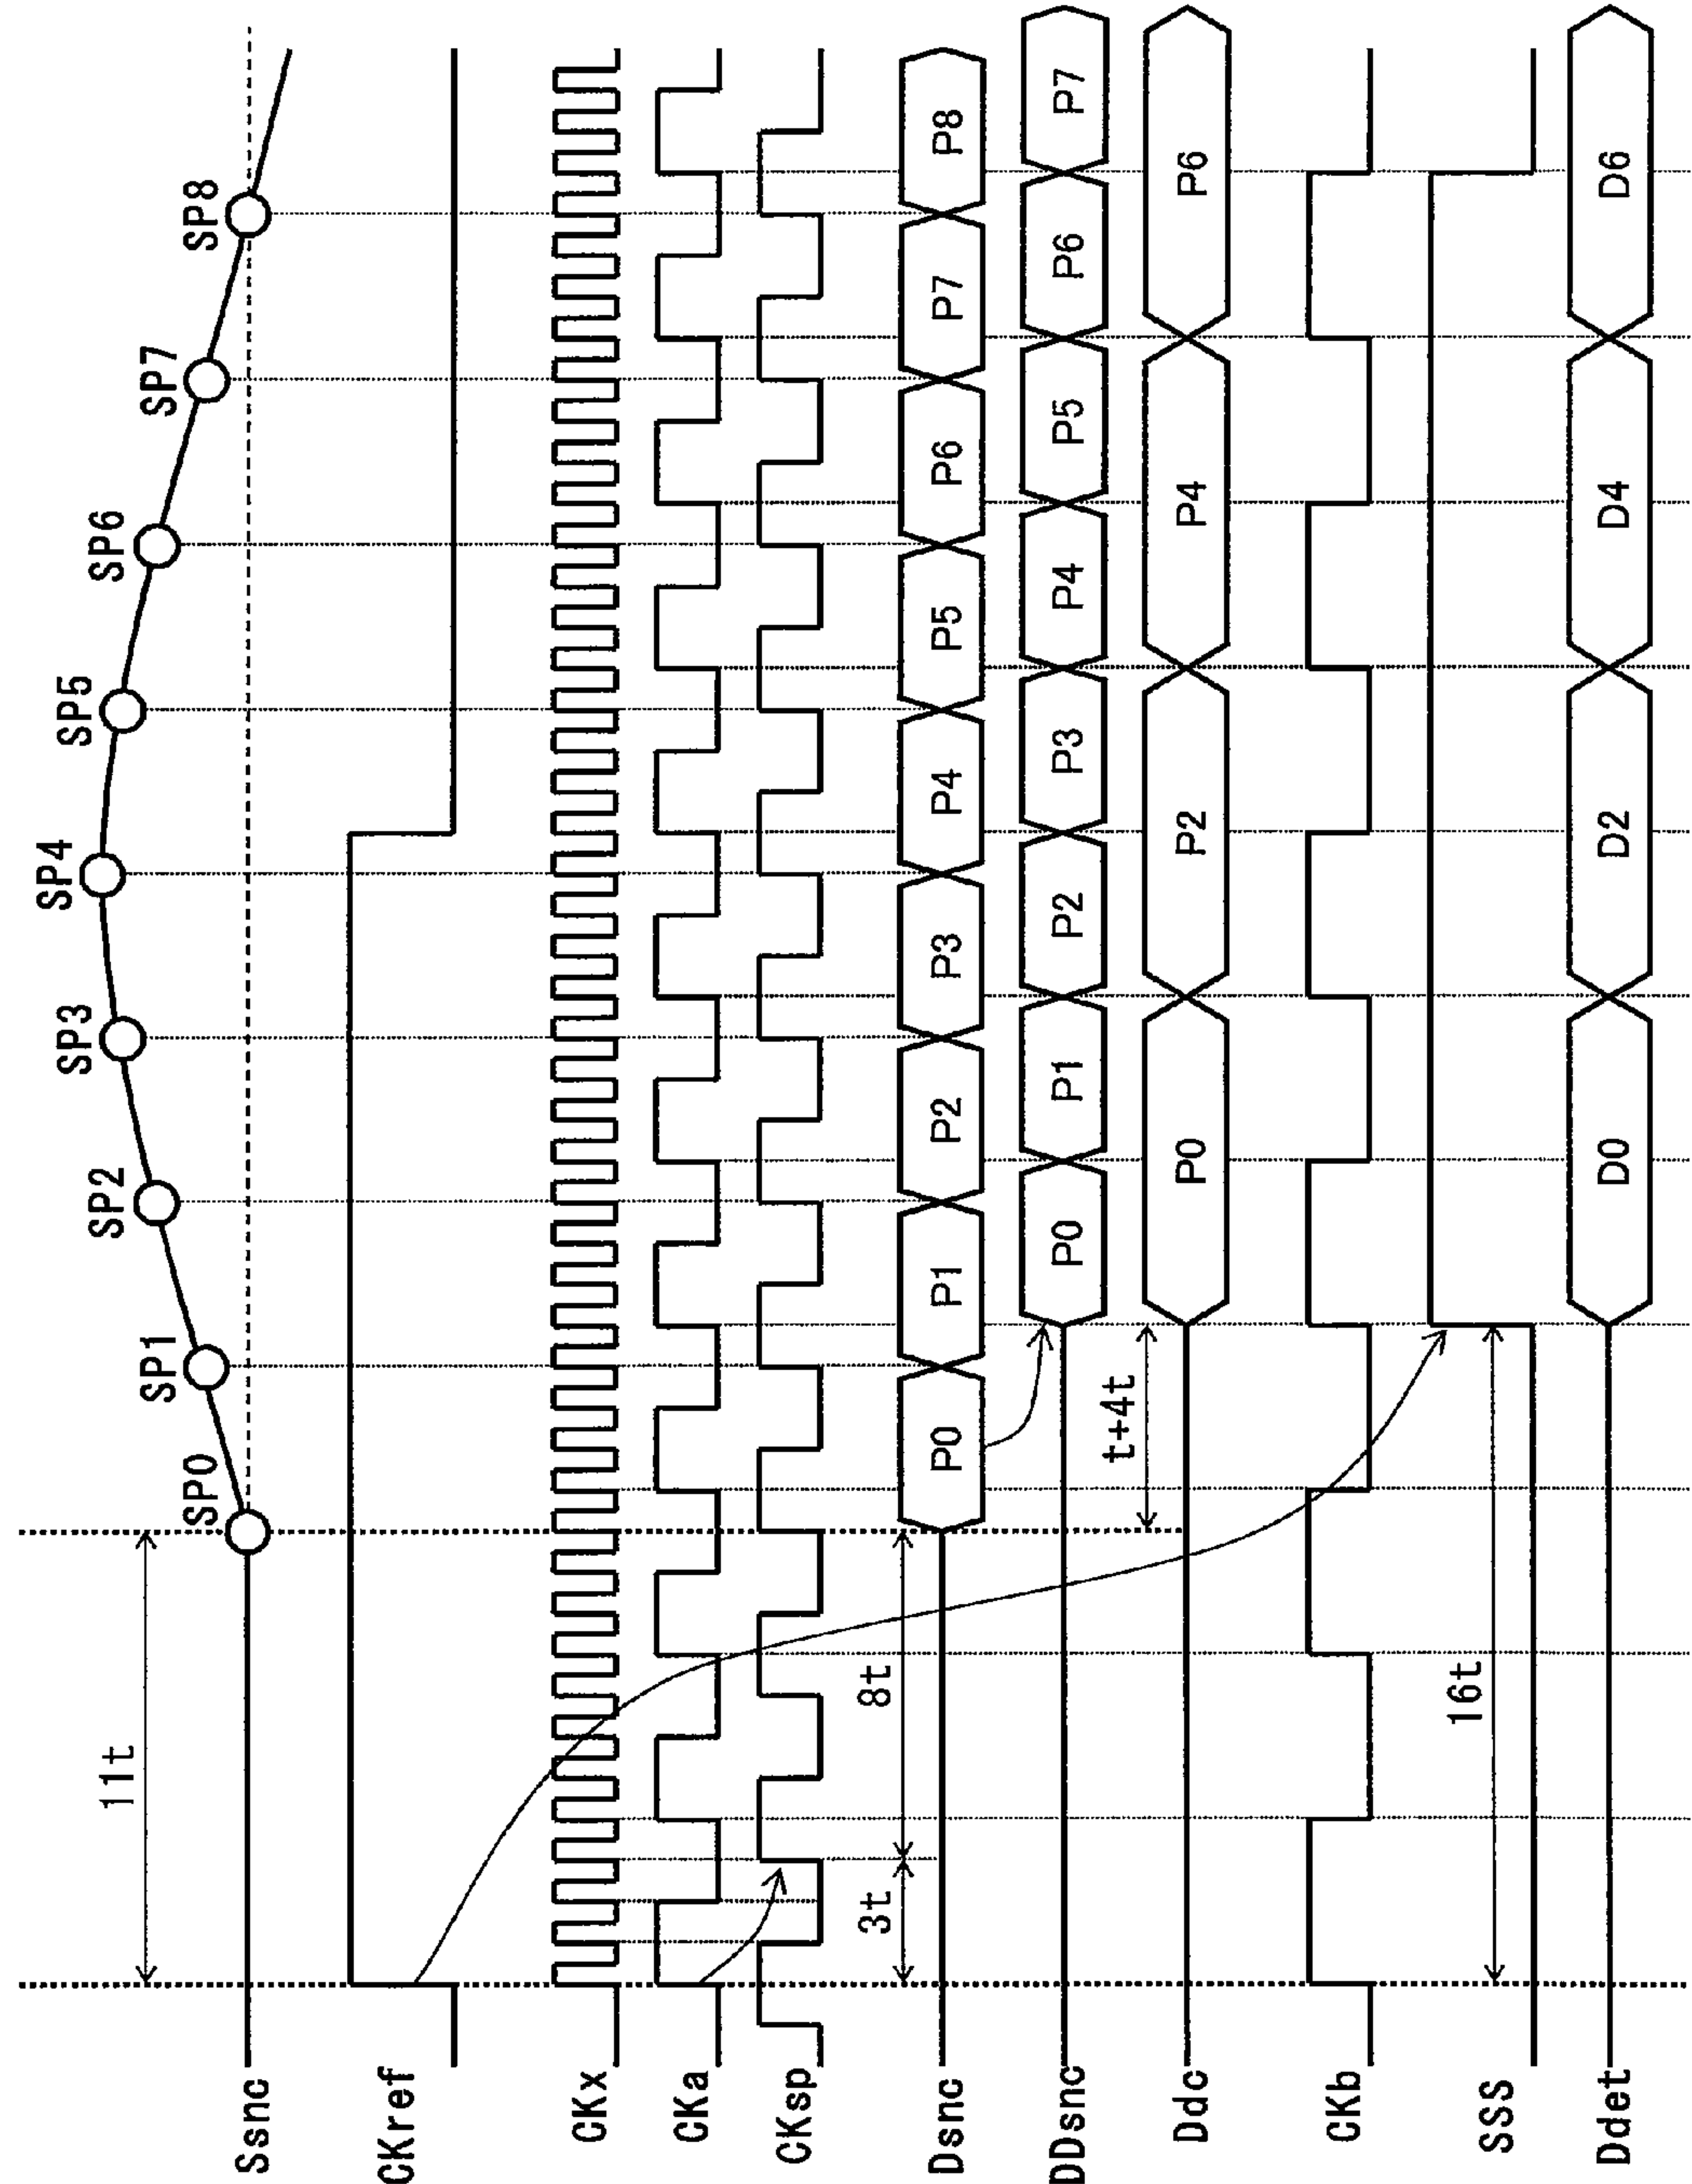 SP0 SP1 SP2 SP3 SP4 SP5 SP6 SP7 SP8
11t
Ssnc
CKref
CKx
CKa
CKsp
3t 8t
Dsnc P0 P1 P2 P3 P4 P5 P6 P7 P8
DDsnc P0 P1 P2 P3 P4 P5 P6 P7
t+4t
Ddc P0 P2 P4 P6
CKb
16t
SSS
Ddet D0 D2 D4 D6